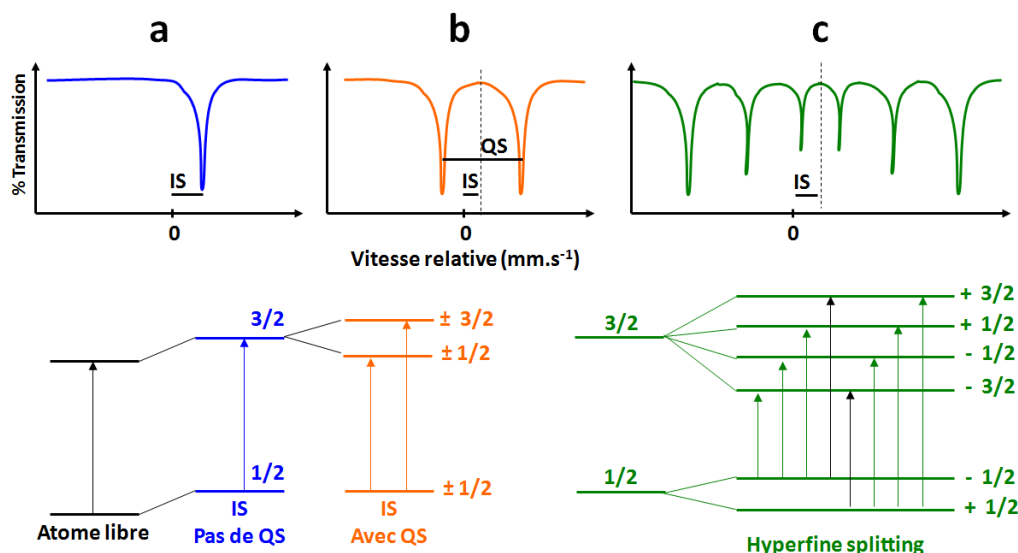 a
b
c
% Transmission
IS
QS
IS
IS
0
0
0
Vitesse relative (mm.s-1)
3/2
1/2
± 3/2
± 1/2
± 1/2
3/2
1/2
+ 3/2
+ 1/2
- 1/2
- 3/2
- 1/2
+ 1/2
Atome libre
IS
Pas de QS
IS
Avec QS
Hyperfine splitting